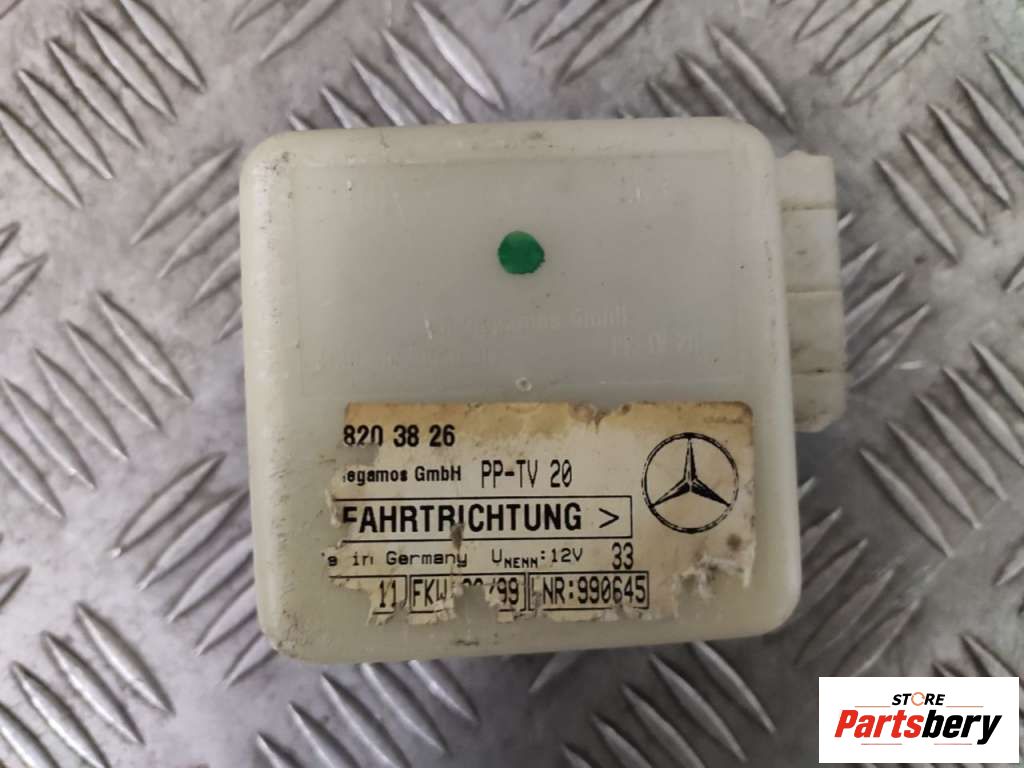 820 38 26
egamos GmbH PP-TV 20
FAHRTRICHTUNG >
e in Germany UNENN:12V 33
11 FKW /99 NR:990645
STORE
Partsbery